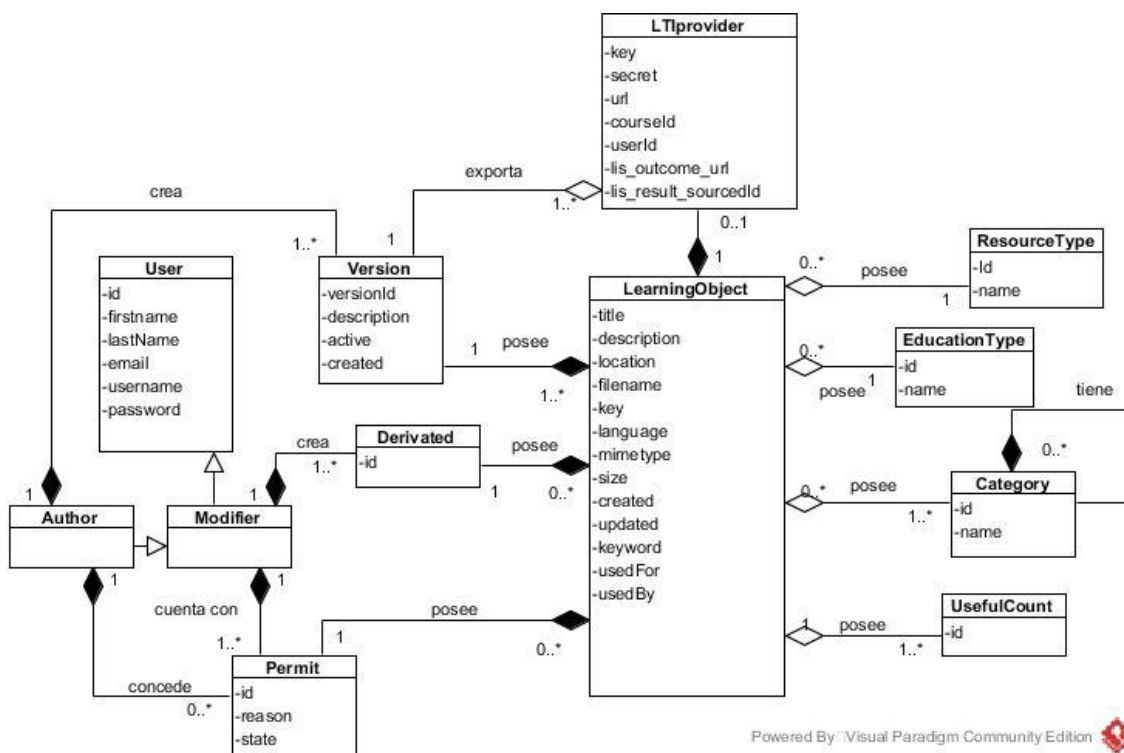 LTIprovider
-key
-secret
-url
-courseId
-userId
-lis_outcome_url
-lis_result_sourcedId
exporta
1..*
1
crea
1..*
1
0..1
1
User
-id
-firstname
-lastName
-email
-username
-password
Version
-versionId
-description
-active
-created
1
posee
1..*
LearningObject
-title
-description
-location
-filename
-key
-language
-mimetype
-size
-created
-updated
-keyword
-usedFor
-usedBy
0..*
posee
1
ResourceType
-Id
-name
0..*
posee
1
EducationType
-id
-name
tiene
0..*
0..*
posee
1..*
Category
-id
-name
1
posee
1..*
UsefulCount
-id
crea
1..*
1
Derivated
-id
posee
1
0..*
Author
Modifier
1
1
cuenta con
1..*
posee
1
0..*
concede
0..*
Permit
-id
-reason
-state
Powered By Visual Paradigm Community Edition